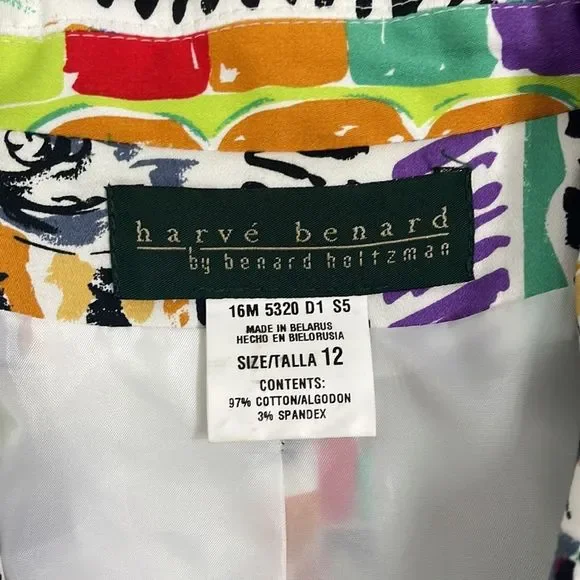 harvé benard
by benard holtzman
16M 5320 D1 S5
MADE IN BELARUS
HECHO EN BIELORUSIA
SIZE/TALLA 12
CONTENTS:
97% COTTON/ALGODON
3% SPANDEX